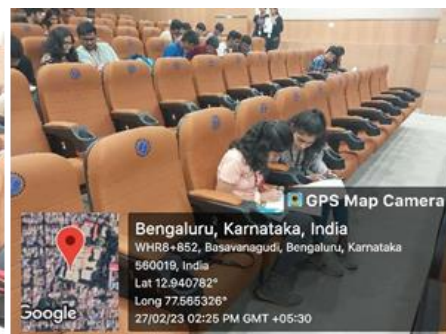 GPS Map Camera
Bengaluru, Karnataka, India
WHR8+852, Basavanagudi, Bengaluru, Karnataka
560019, India
Lat 12.940782°
Long 77.565326°
27/02/23 02:25 PM GMT +05:30
Google